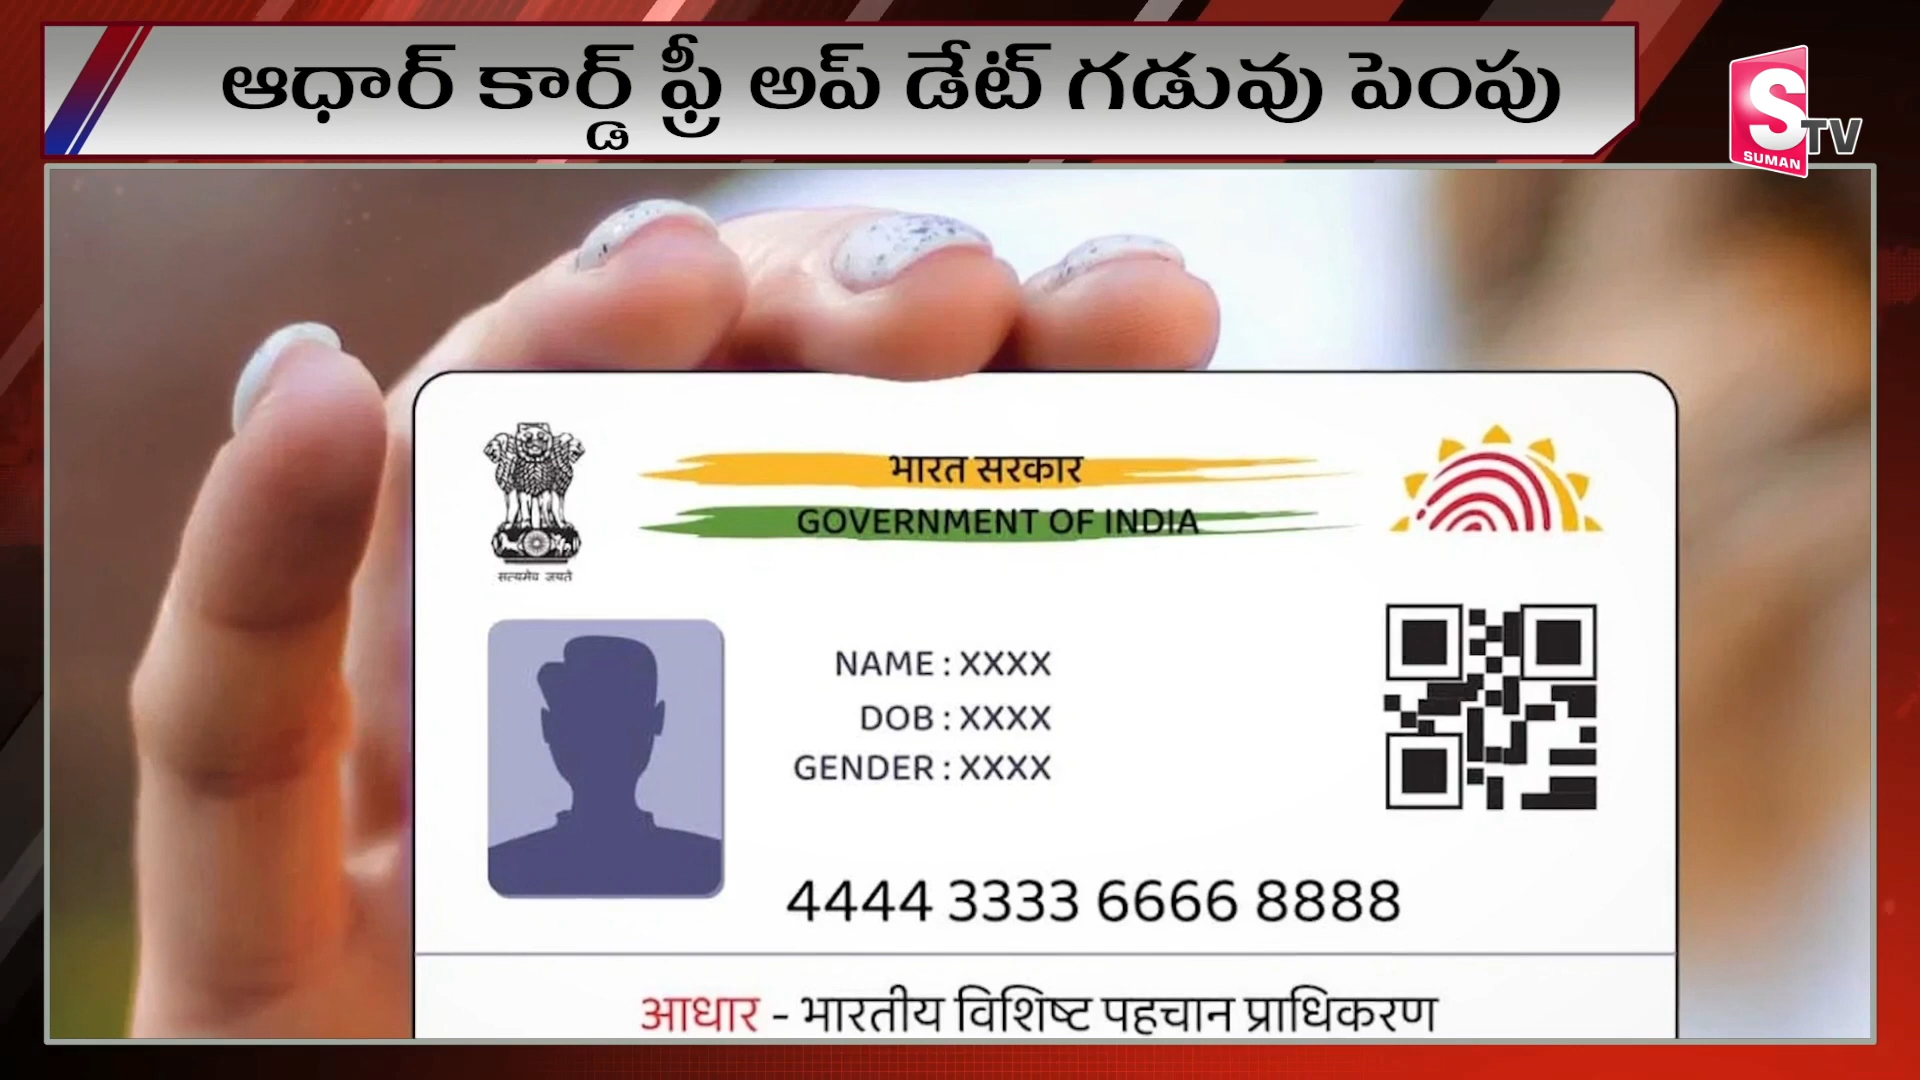 ఆధార్ కార్డ్ ఫ్రీ అప్ డేట్ గడువు పెంపు
S TV
SUMAN
भारत सरकार
GOVERNMENT OF INDIA
सत्यमेव जयते
NAME : XXXX
DOB : XXXX
GENDER : XXXX
4444 3333 6666 8888
आधार - भारतीय विशिष्ट पहचान प्राधिकरण